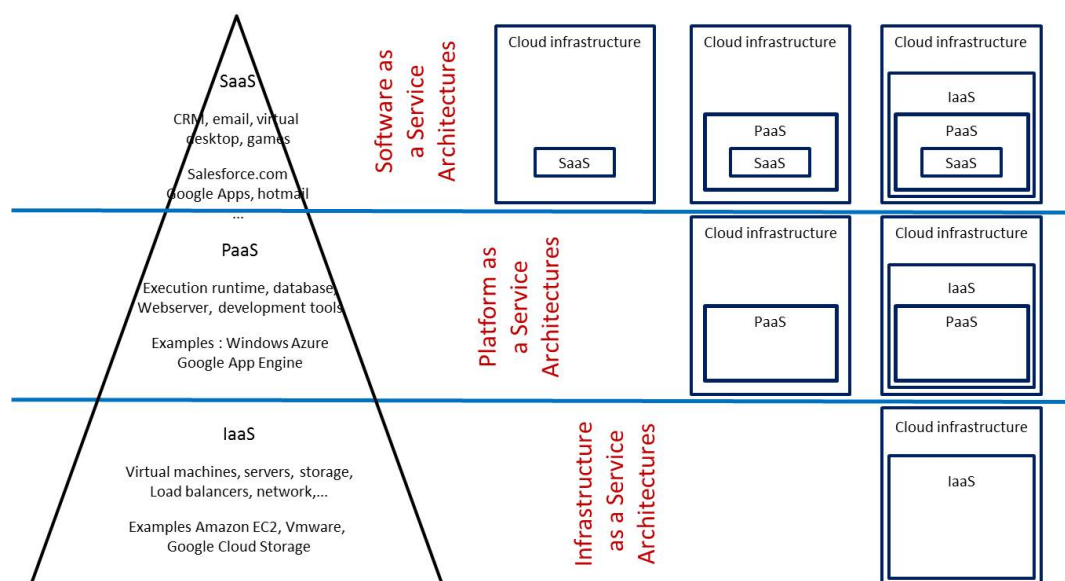 SaaS
CRM, email, virtual
desktop, games
Salesforce.com
Google Apps, hotmail
...
Software as
a Service
Architectures
Cloud infrastructure
SaaS
Cloud infrastructure
PaaS
SaaS
Cloud infrastructure
IaaS
PaaS
SaaS
PaaS
Execution runtime, database,
Webserver, development tools
Examples : Windows Azure
Google App Engine
Platform as
a Service
Architectures
Cloud infrastructure
PaaS
Cloud infrastructure
IaaS
PaaS
IaaS
Virtual machines, servers, storage,
Load balancers, network,...
Examples Amazon EC2, Vmware,
Google Cloud Storage
Infrastructure
as a Service
Architectures
Cloud infrastructure
IaaS